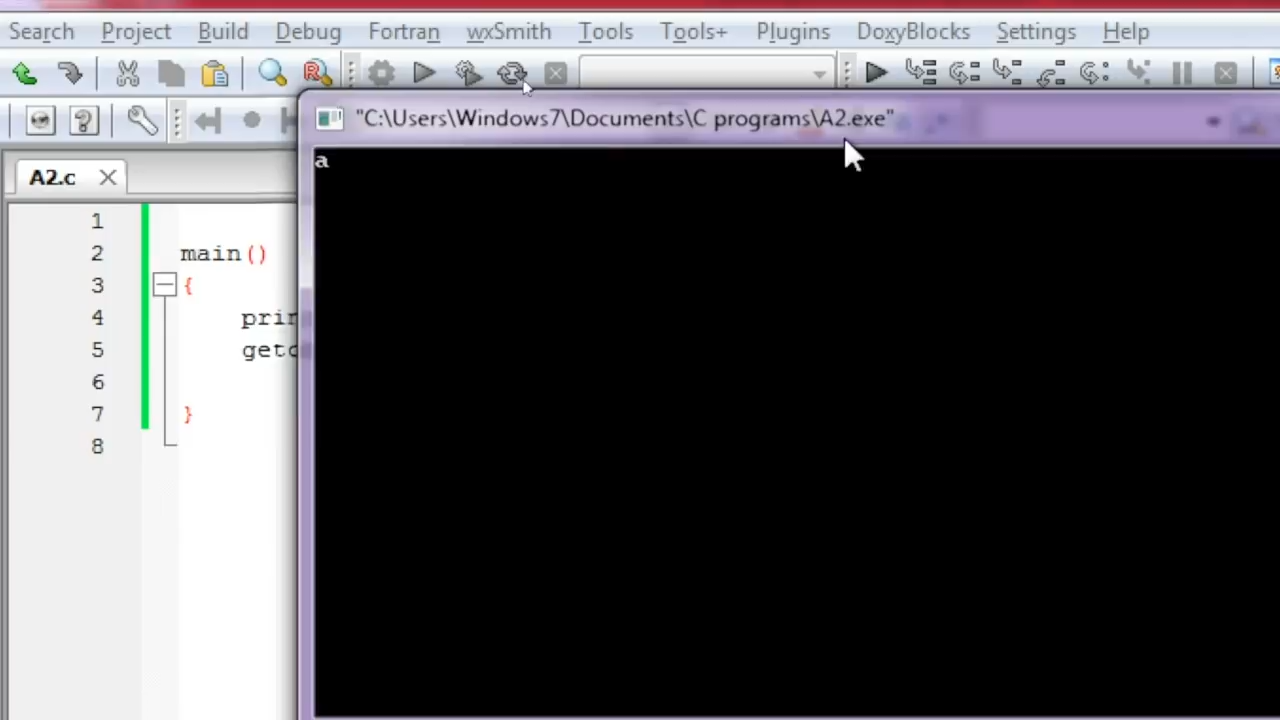 Search Project Build Debug Fortran wxSmith Tools Tools+ Plugins DoxyBlocks Settings Help
"C:\Users\Windows7\Documents\C programs\A2.exe"
a
A2.c
1
2 main()
3 {
4 prin
5 getc
6
7 }
8